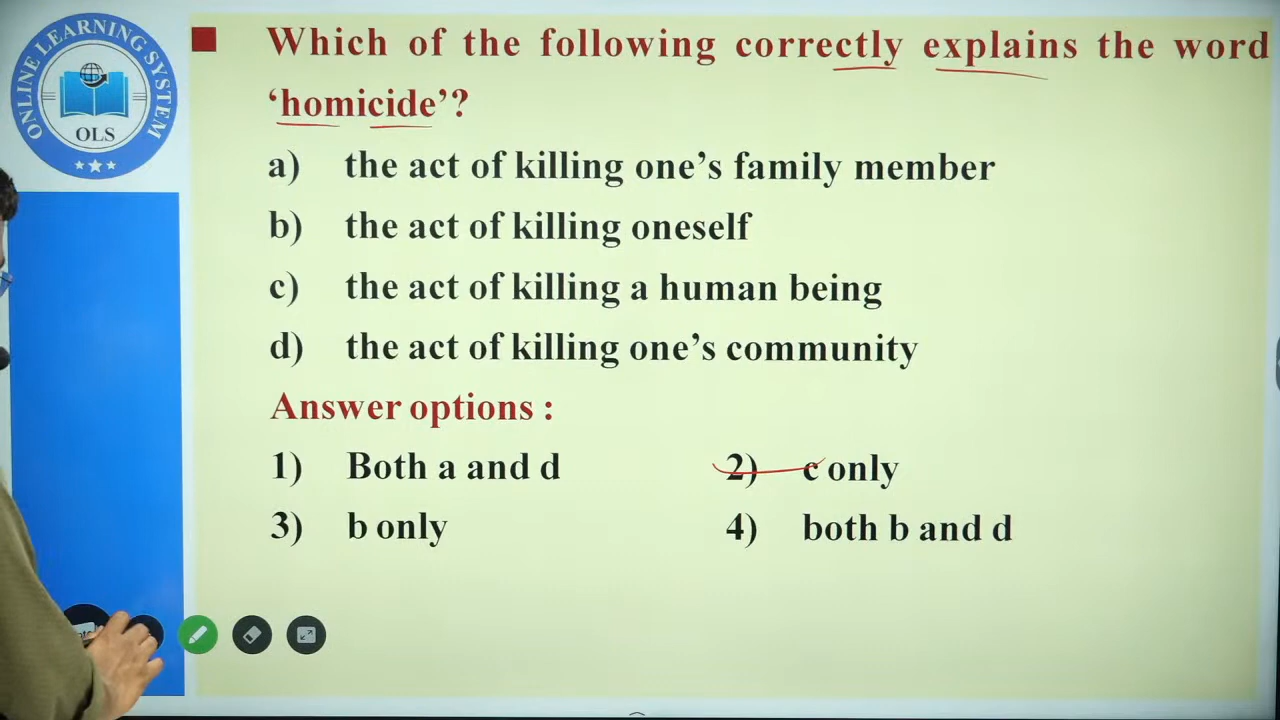 ONLINE LEARNING SYSTEM
OLS
Which of the following correctly explains the word
‘homicide’?
a) the act of killing one’s family member
b) the act of killing oneself
c) the act of killing a human being
d) the act of killing one’s community
Answer options :
1) Both a and d 2) c only
3) b only 4) both b and d